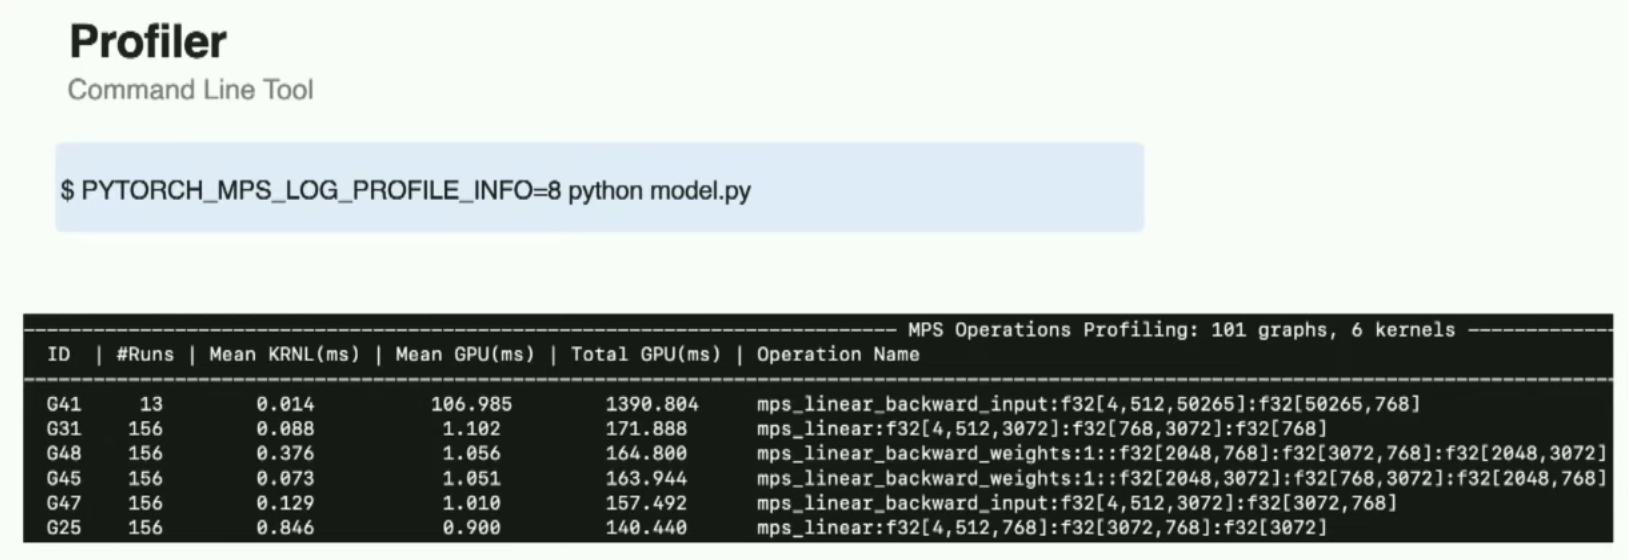 Profiler
Command Line Tool
$ PYTORCH_MPS_LOG_PROFILE_INFO=8 python model.py
---------- MPS Operations Profiling: 101 graphs, 6 kernels ----------
ID | #Runs | Mean KRNL(ms) | Mean GPU(ms) | Total GPU(ms) | Operation Name
G41 13 0.014 106.985 1390.804 mps_linear_backward_input:f32[4,512,50265]:f32[50265,768]
G31 156 0.088 1.102 171.888 mps_linear:f32[4,512,3072]:f32[768,3072]:f32[768]
G48 156 0.376 1.056 164.800 mps_linear_backward_weights:1::f32[2048,768]:f32[3072,768]:f32[2048,3072]
G45 156 0.073 1.051 163.944 mps_linear_backward_weights:1::f32[2048,3072]:f32[768,3072]:f32[2048,768]
G47 156 0.129 1.010 157.492 mps_linear_backward_input:f32[4,512,3072]:f32[3072,768]
G25 156 0.846 0.900 140.440 mps_linear:f32[4,512,768]:f32[3072,768]:f32[3072]